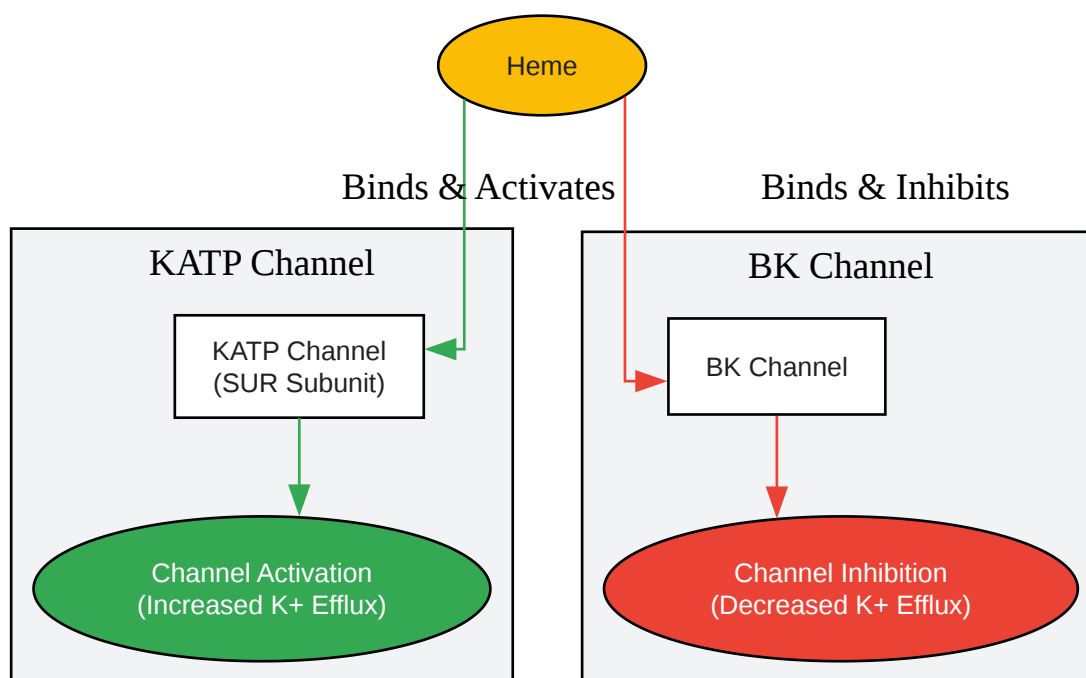 Heme
Binds & Activates
Binds & Inhibits
KATP Channel
BK Channel
KATP Channel
(SUR Subunit)
BK Channel
Channel Activation
(Increased K+ Efflux)
Channel Inhibition
(Decreased K+ Efflux)